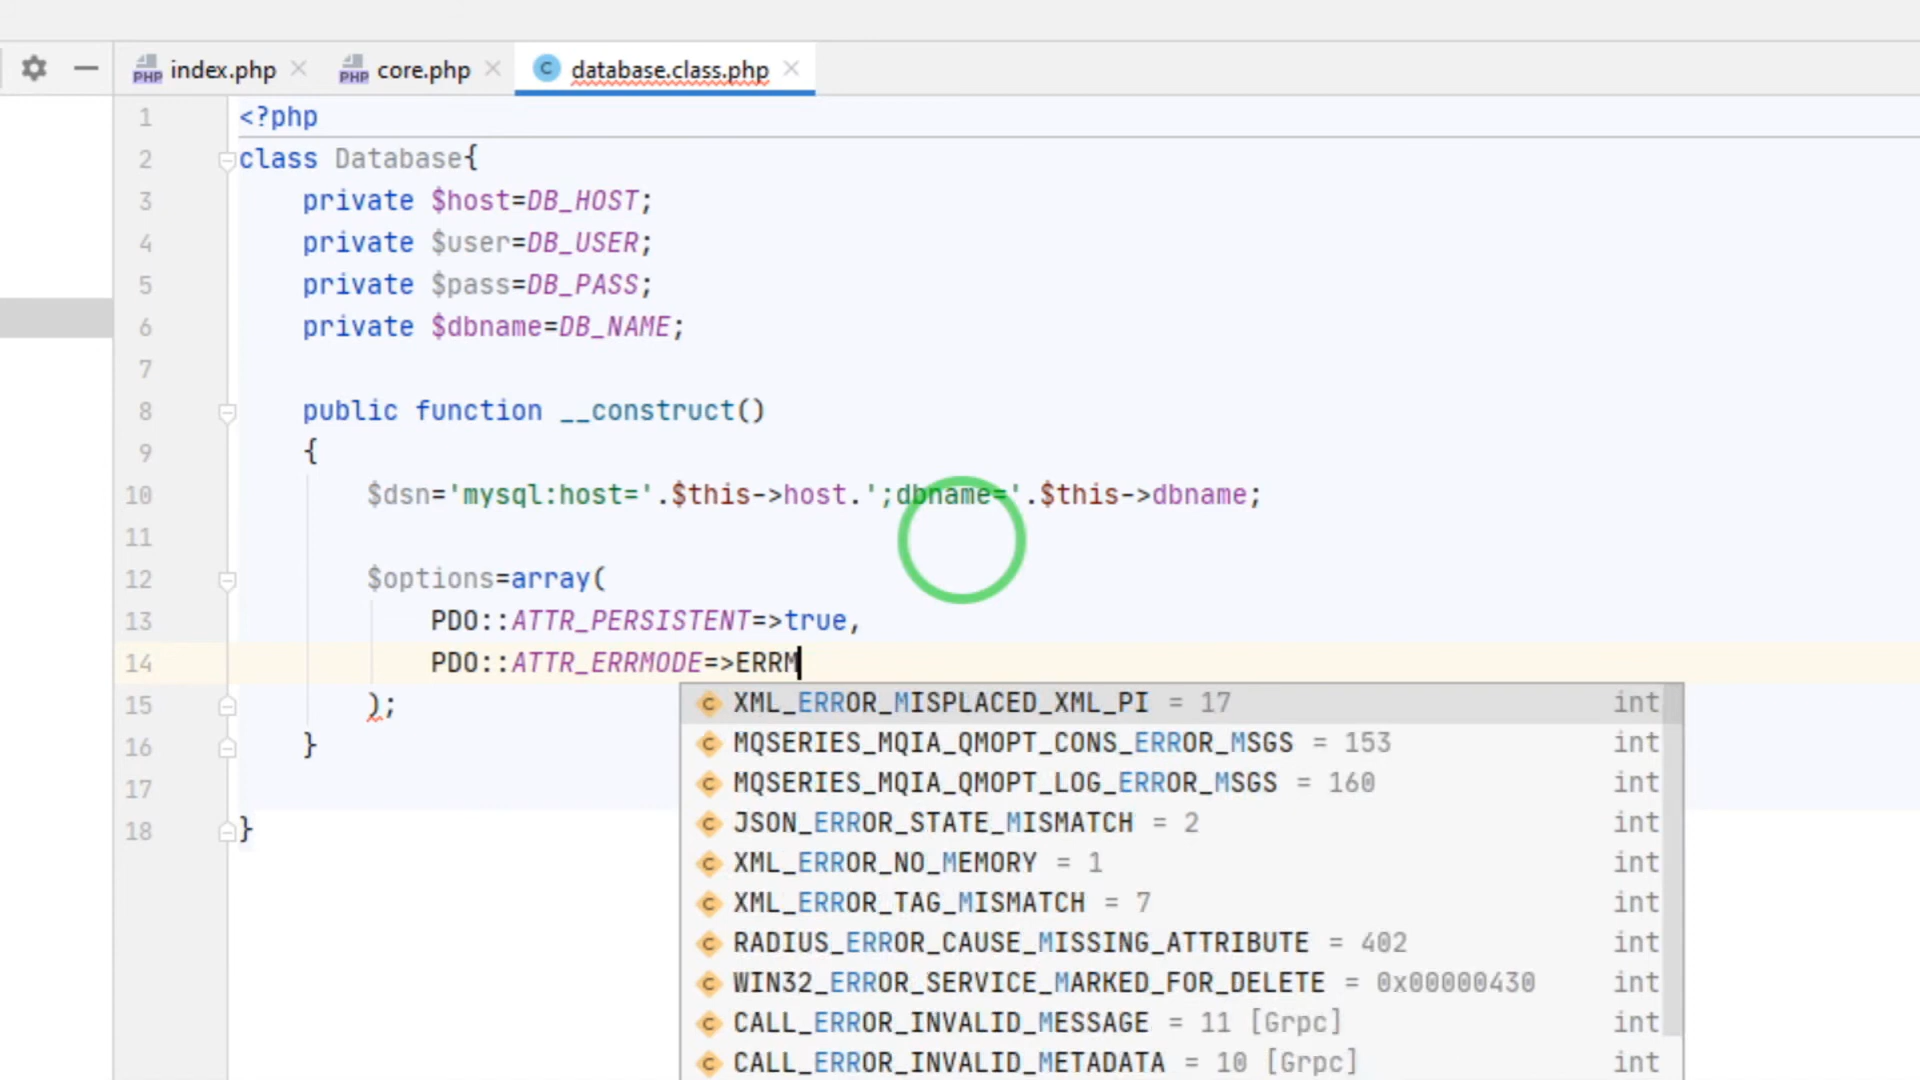 PHP index.php PHP core.php C database.class.php
1 <?php
2 class Database{
3 private $host=DB_HOST;
4 private $user=DB_USER;
5 private $pass=DB_PASS;
6 private $dbname=DB_NAME;
7
8 public function __construct()
9 {
10 $dsn='mysql:host='.$this->host.';dbname='.$this->dbname;
11
12 $options=array(
13 PDO::ATTR_PERSISTENT=>true,
14 PDO::ATTR_ERRMODE=>ERRM
15 );
16 }
17
18 }
C XML_ERROR_MISPLACED_XML_PI = 17 int
C MQSERIES_MQIA_QMOPT_CONS_ERROR_MSGS = 153 int
C MQSERIES_MQIA_QMOPT_LOG_ERROR_MSGS = 160 int
C JSON_ERROR_STATE_MISMATCH = 2 int
C XML_ERROR_NO_MEMORY = 1 int
C XML_ERROR_TAG_MISMATCH = 7 int
C RADIUS_ERROR_CAUSE_MISSING_ATTRIBUTE = 402 int
C WIN32_ERROR_SERVICE_MARKED_FOR_DELETE = 0x00000430 int
C CALL_ERROR_INVALID_MESSAGE = 11 [Grpc] int
C CALL_ERROR_INVALID_METADATA = 10 [Grpc] int